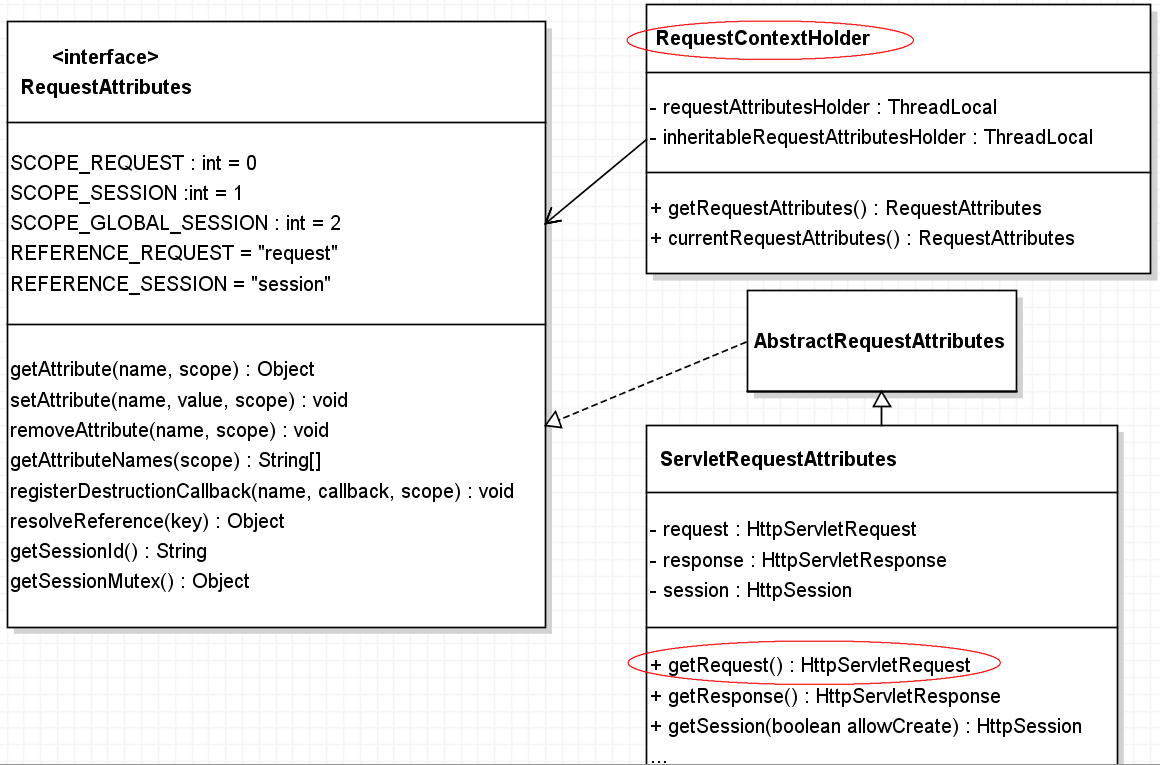 <interface>
RequestAttributes
SCOPE_REQUEST : int = 0
SCOPE_SESSION :int = 1
SCOPE_GLOBAL_SESSION : int = 2
REFERENCE_REQUEST = "request"
REFERENCE_SESSION = "session"
getAttribute(name, scope) : Object
setAttribute(name, value, scope) : void
removeAttribute(name, scope) : void
getAttributeNames(scope) : String[]
registerDestructionCallback(name, callback, scope) : void
resolveReference(key) : Object
getSessionId() : String
getSessionMutex() : Object
RequestContextHolder
- requestAttributesHolder : ThreadLocal
- inheritableRequestAttributesHolder : ThreadLocal
+ getRequestAttributes() : RequestAttributes
+ currentRequestAttributes() : RequestAttributes
AbstractRequestAttributes
ServletRequestAttributes
- request : HttpServletRequest
- response : HttpServletResponse
- session : HttpSession
+ getRequest() : HttpServletRequest
+ getResponse() : HttpServletResponse
+ getSession(boolean allowCreate) : HttpSession
...